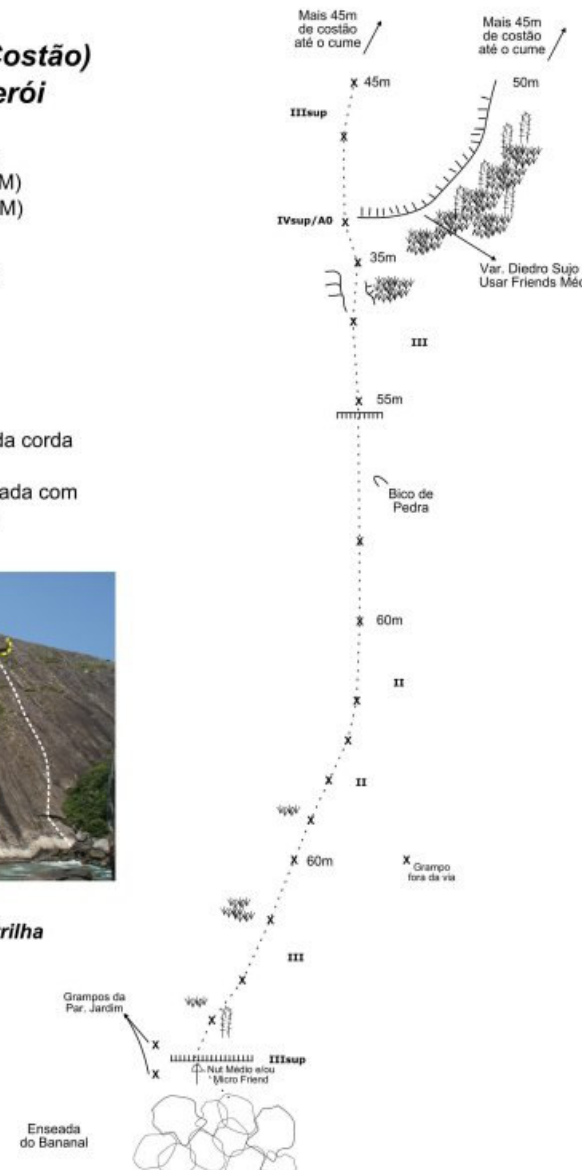 Costão)
erói
M)
M)
da corda
ada com
rilha
Mais 45m
de costão
até o cume
Mais 45m
de costão
até o cume
45m
50m
IIIsup
IVsup/A0
35m
Var. Diedro Sujo
Usar Friends Méd
III
55m
Bico de
Pedra
60m
II
II
60m
Grampo
fora da via
III
Grampos da
Par. Jardim
IIIsup
Nut Médio e/ou
Micro Friend
Enseada
do Bananal